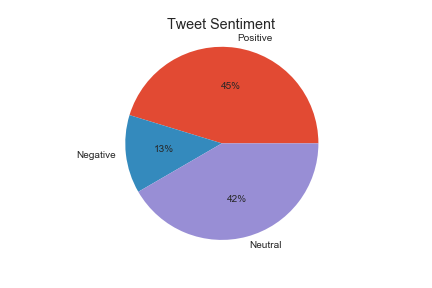 Tweet Sentiment
Positive
45%
13%
Negative
42%
Neutral